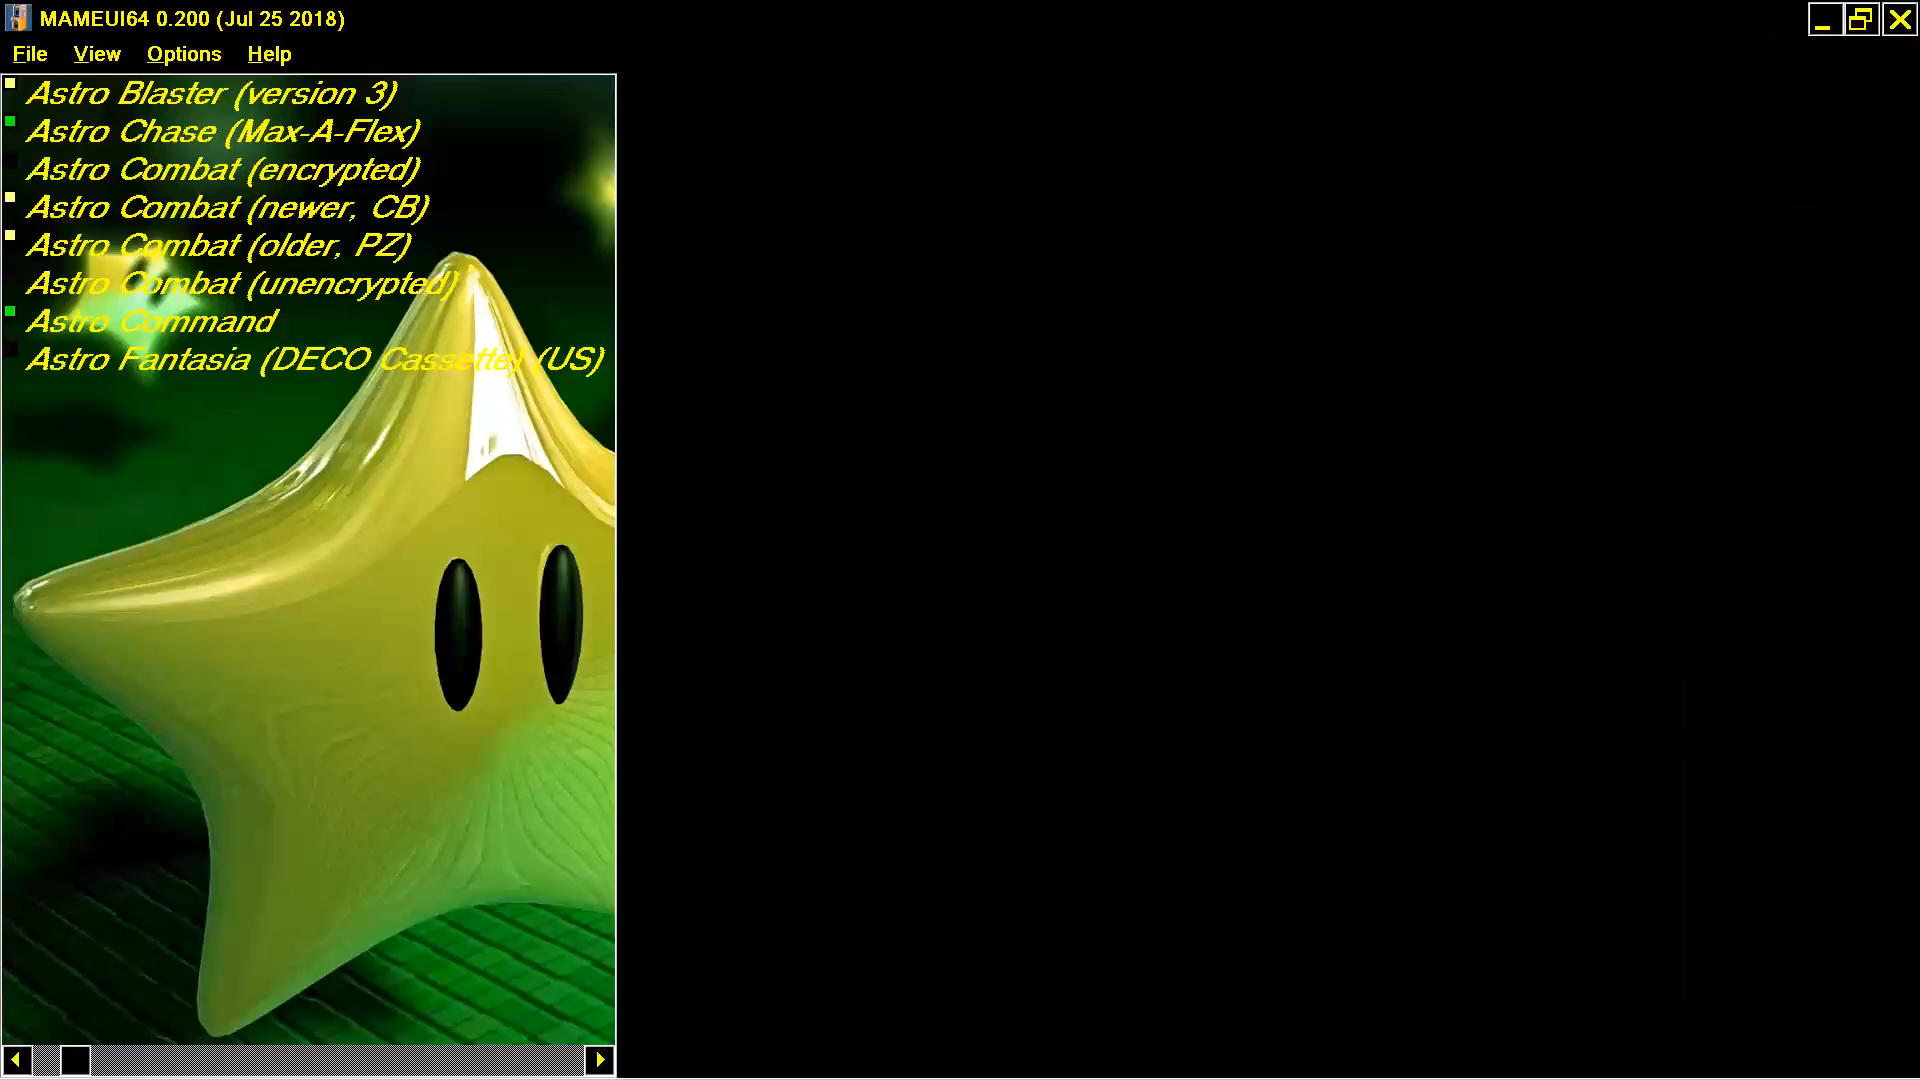 MAMEUI64 0.200 (Jul 25 2018)
File View Options Help
Astro Blaster (version 3)
Astro Chase (Max-A-Flex)
Astro Combat (encrypted)
Astro Combat (newer, CB)
Astro Combat (older, PZ)
Astro Combat (unencrypted)
Astro Command
Astro Fantasia (DECO Cassette) (US)